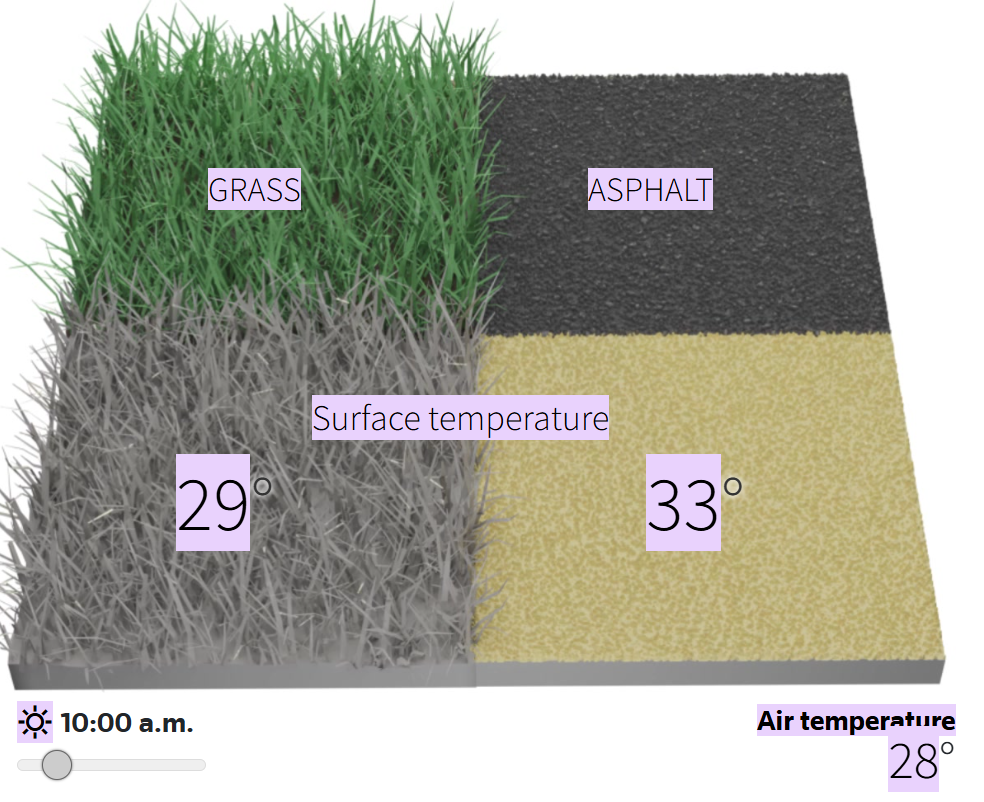 GRASS
ASPHALT
Surface temperature
29°
33°
10:00 a.m.
Air temperature
28°